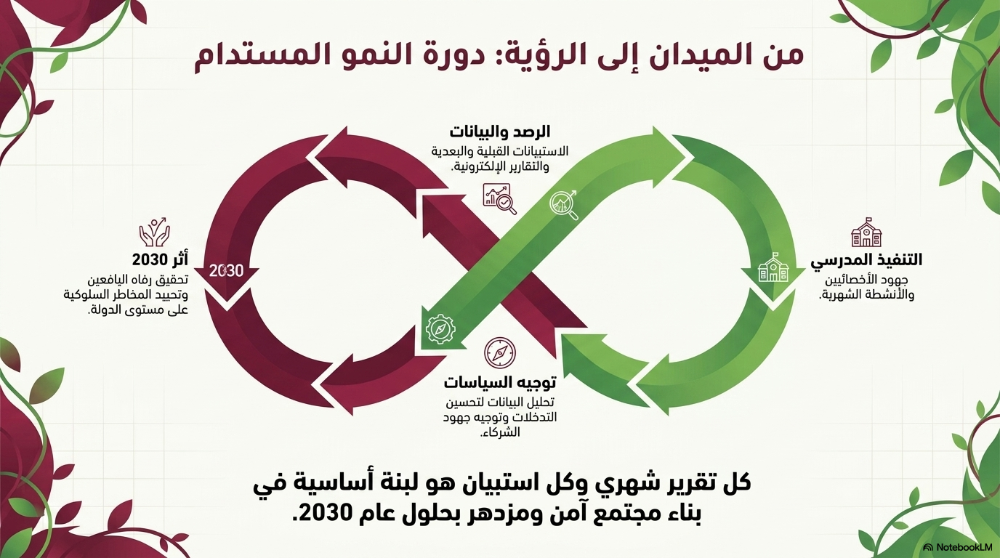 من الميدان إلى الرؤية: دورة النمو المستدام
الرصد والبيانات
الاستبيانات القبلية والبعدية
والتقارير الإلكترونية.
التنفيذ المدرسي
جهود الأخصائيين
والأنشطة الشهرية.
أثر 2030
تحقيق رفاه اليافعين
وتحييد المخاطر السلوكية
على مستوى الدولة.
2030
توجيه السياسات
تحليل البيانات لتحسين
التدخلات وتوجيه جهود
الشركاء.
كل تقرير شهري وكل استبيان هو لبنة أساسية في
بناء مجتمع آمن ومزدهر بحلول عام 2030.
NotebookLM